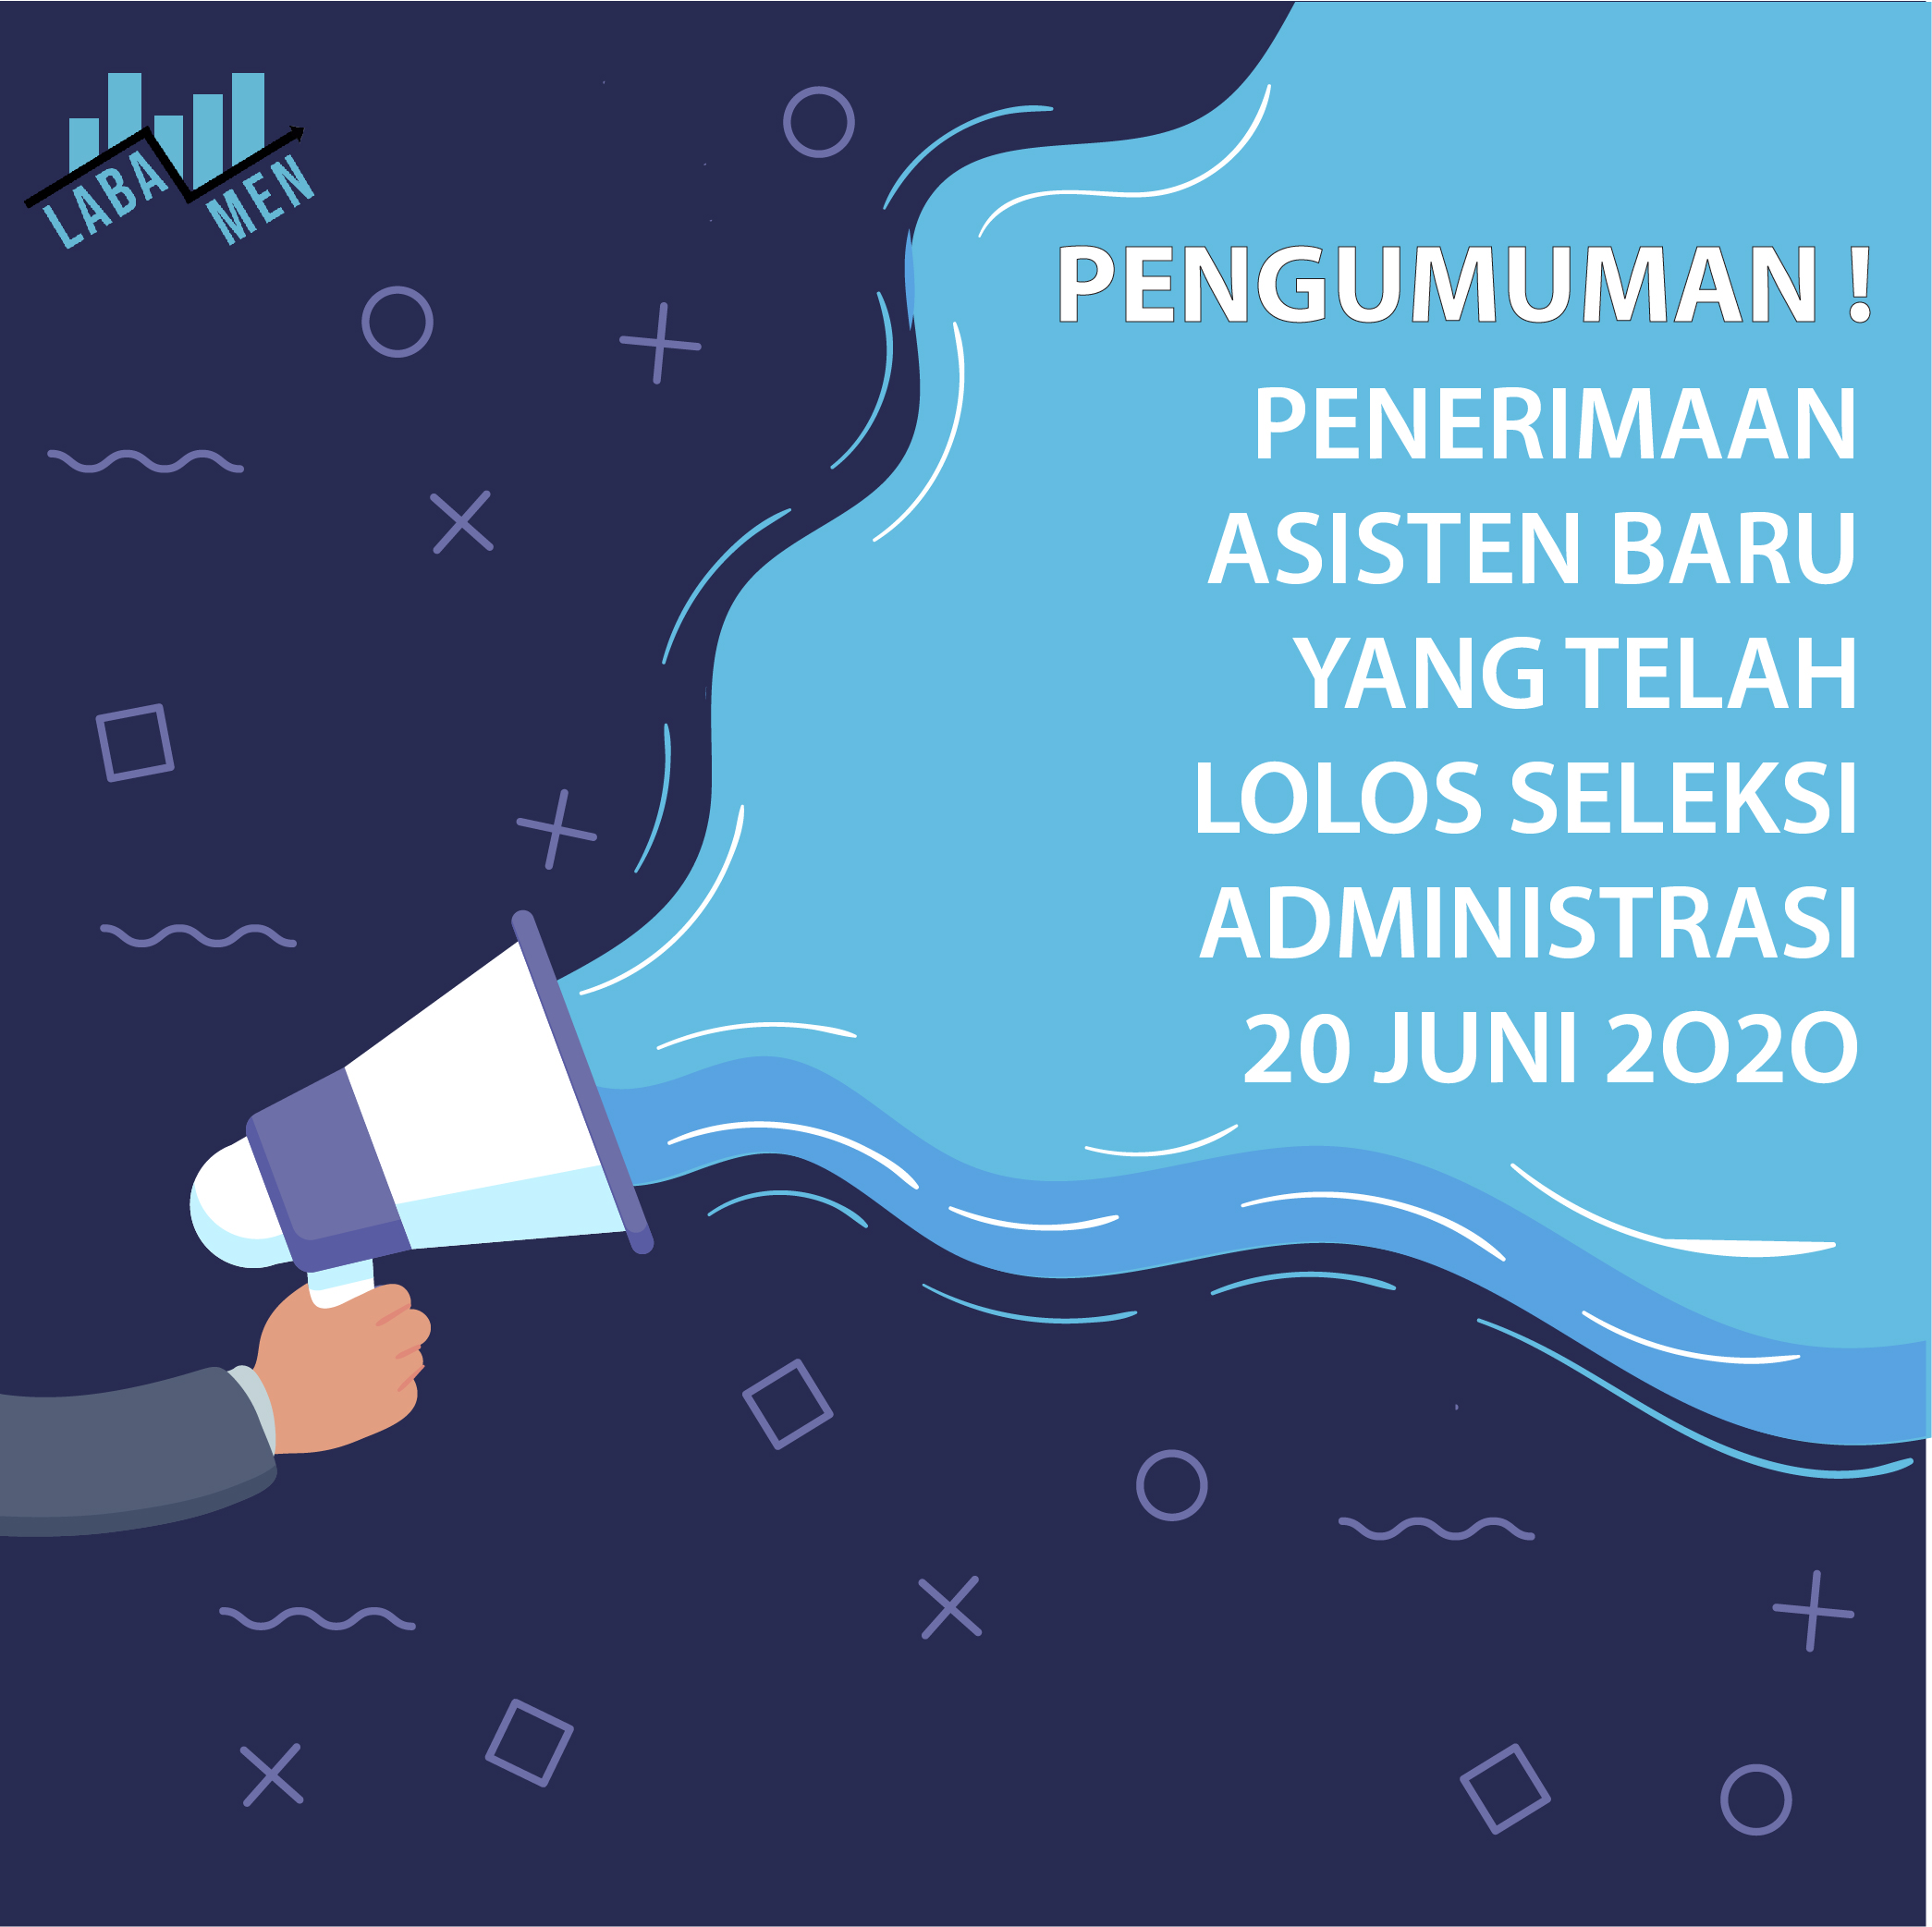 LABA MEN
PENGUMUMAN !
PENERIMAAN
ASISTEN BARU
YANG TELAH
LOLOS SELEKSI
ADMINISTRASI
20 JUNI 2020